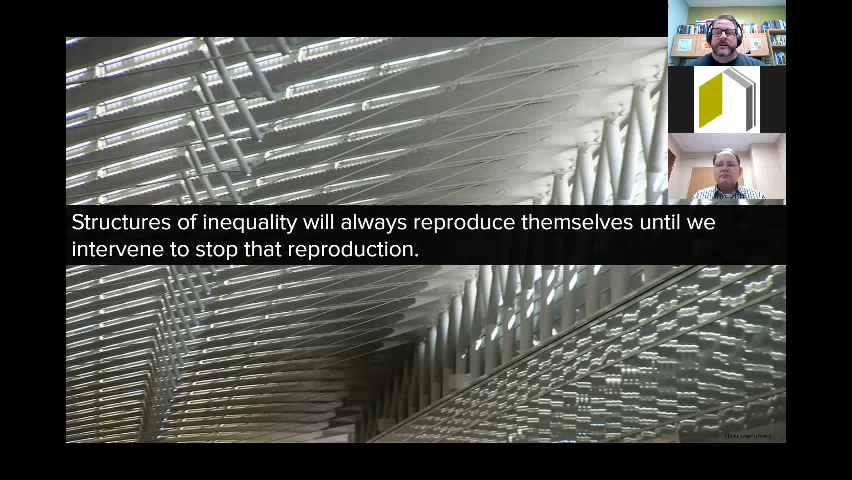 Structures of inequality will always reproduce themselves until we
intervene to stop that reproduction.